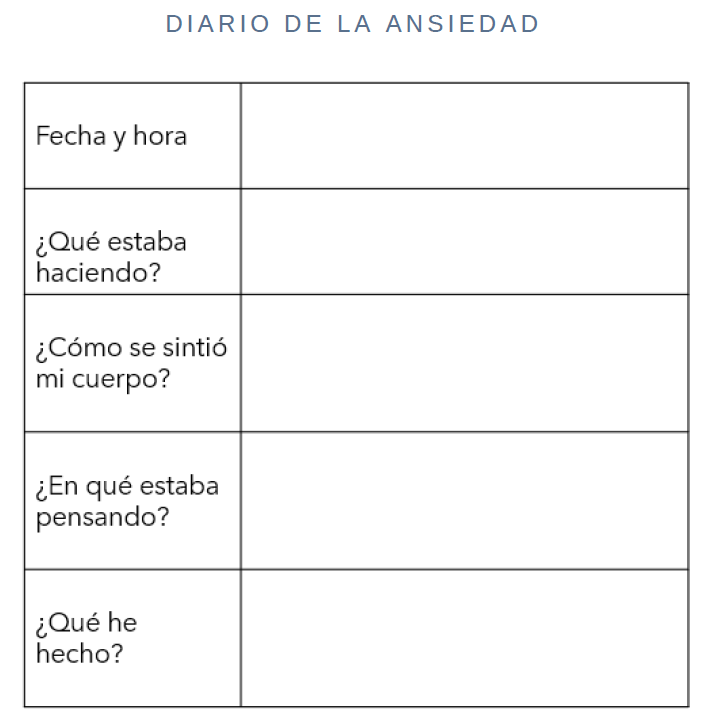 DIARIO DE LA ANSIEDAD
Fecha y hora
¿Qué estaba
haciendo?
¿Cómo se sintió
mi cuerpo?
¿En qué estaba
pensando?
¿Qué he
hecho?